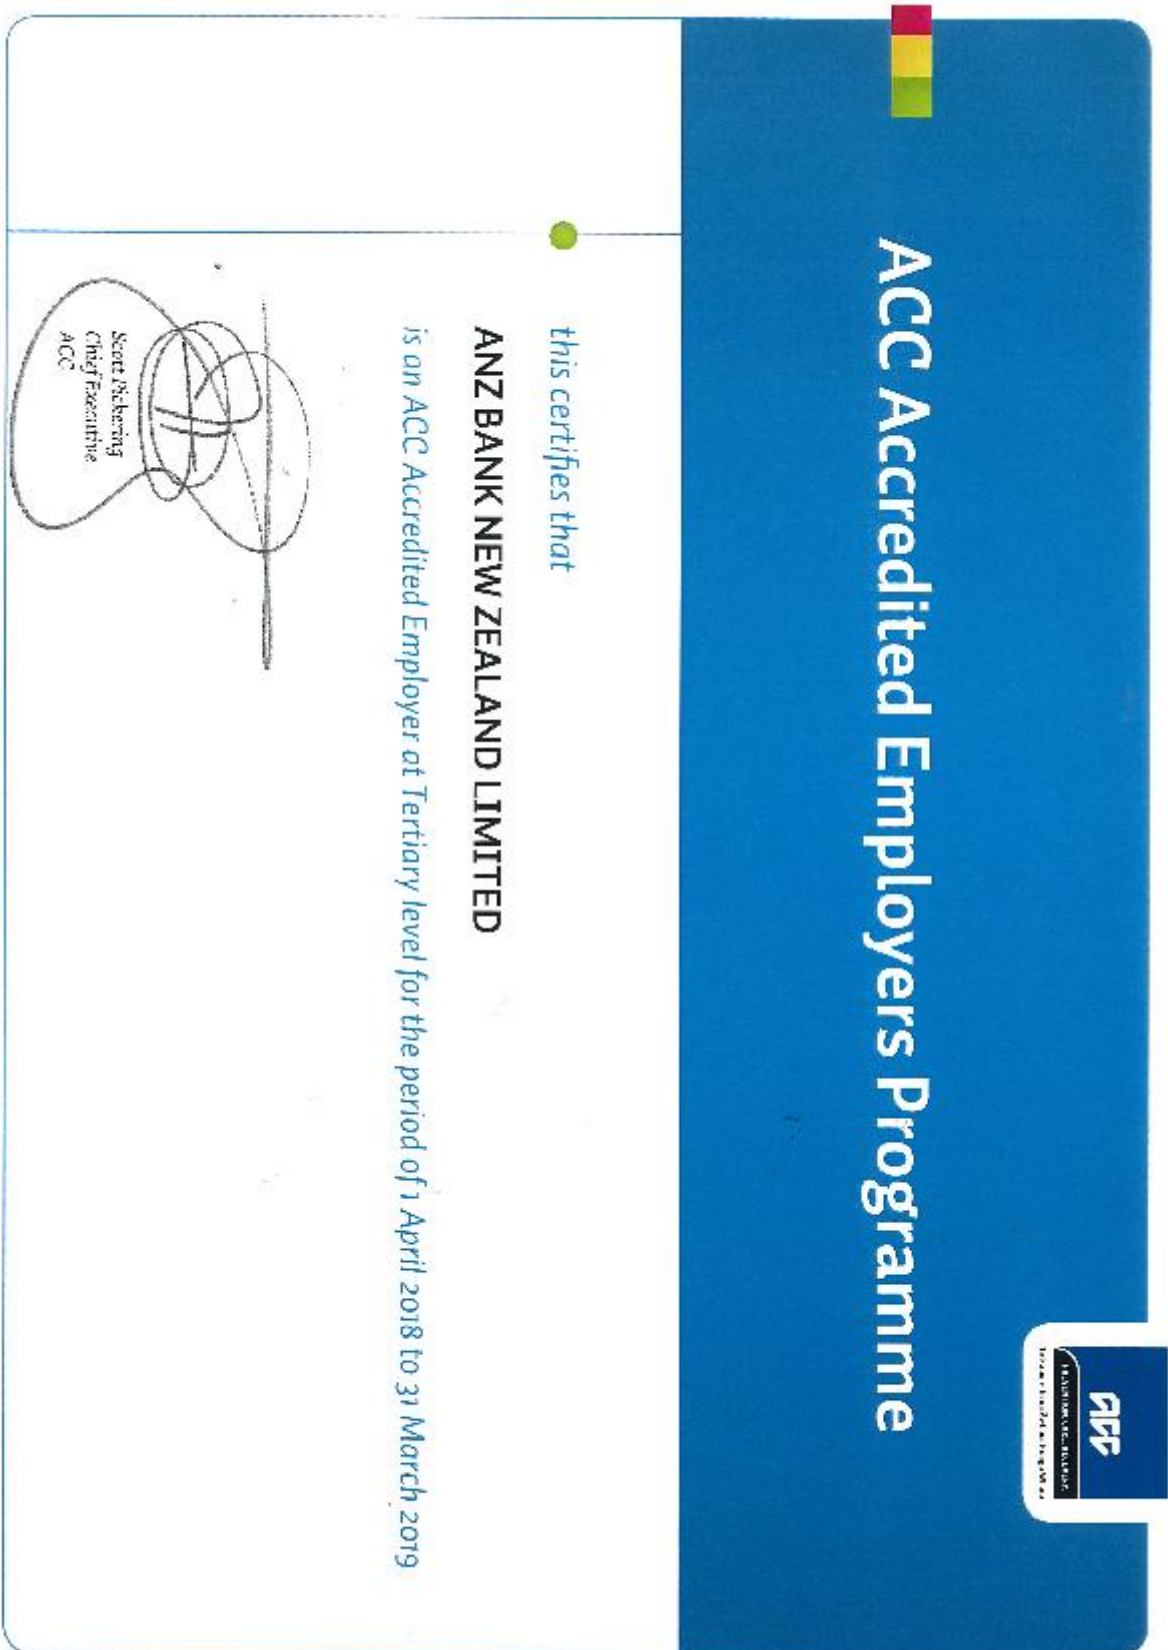 ACC Accredited Employers Programme
ACC
this certifies that
ANZ BANK NEW ZEALAND LIMITED
is an ACC Accredited Employer at Tertiary level for the period of 1 April 2018 to 31 March 2019
Scott Pickering
Chief Executive
ACC